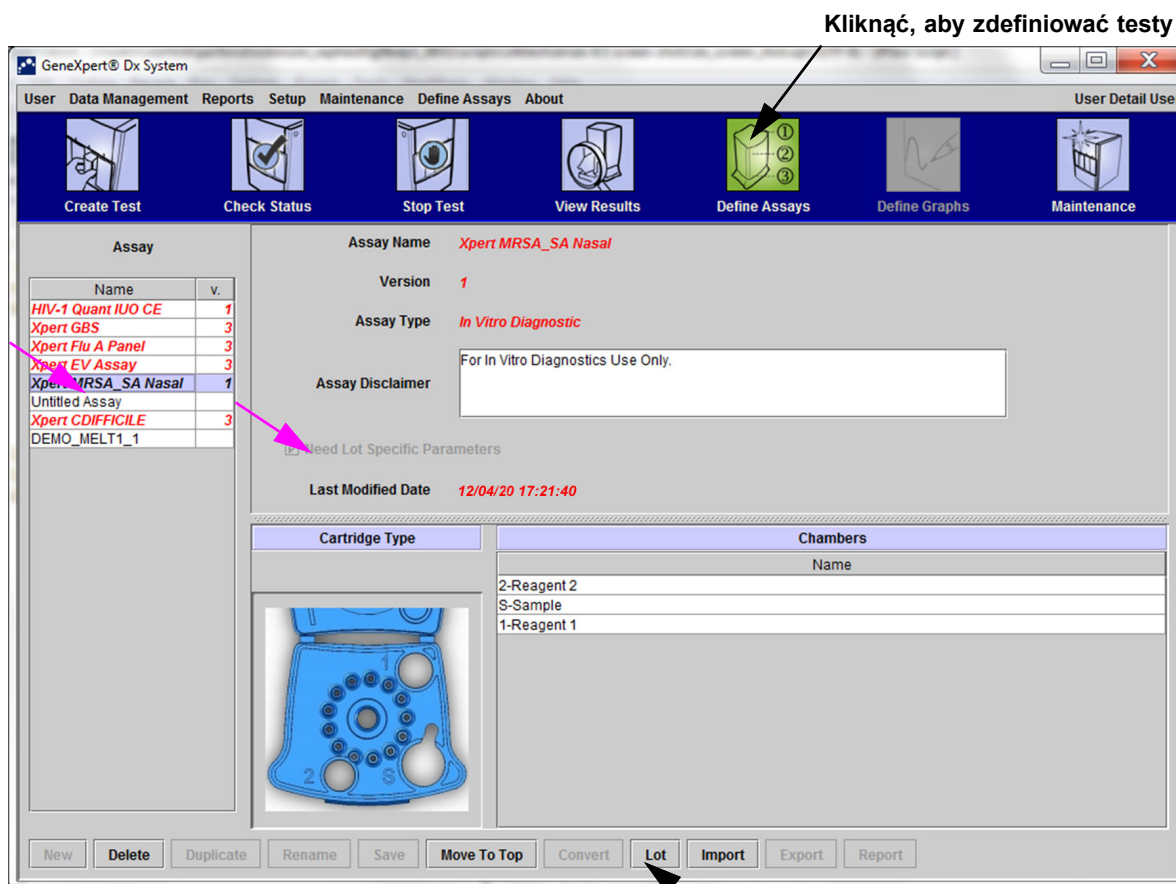 Kliknąć, aby zdefiniować testy
GeneXpert® Dx System
User Data Management Reports Setup Maintenance Define Assays About User Detail Use
Create Test Check Status Stop Test View Results Define Assays Define Graphs Maintenance
① ② ③
Assay
Name v.
HIV-1 Quant IUO CE 1
Xpert GBS 3
Xpert Flu A Panel 3
Xpert EV Assay 3
Xpert MRSA_SA Nasal 1
Untitled Assay
Xpert CDIFFICILE 3
DEMO_MELT1_1
Assay Name Xpert MRSA_SA Nasal
Version 1
Assay Type In Vitro Diagnostic
Assay Disclaimer For In Vitro Diagnostics Use Only.
Need Lot Specific Parameters
Last Modified Date 12/04/20 17:21:40
Cartridge Type
1
2 S
Chambers
Name
2-Reagent 2
S-Sample
1-Reagent 1
New Delete Duplicate Rename Save Move To Top Convert Lot Import Export Report